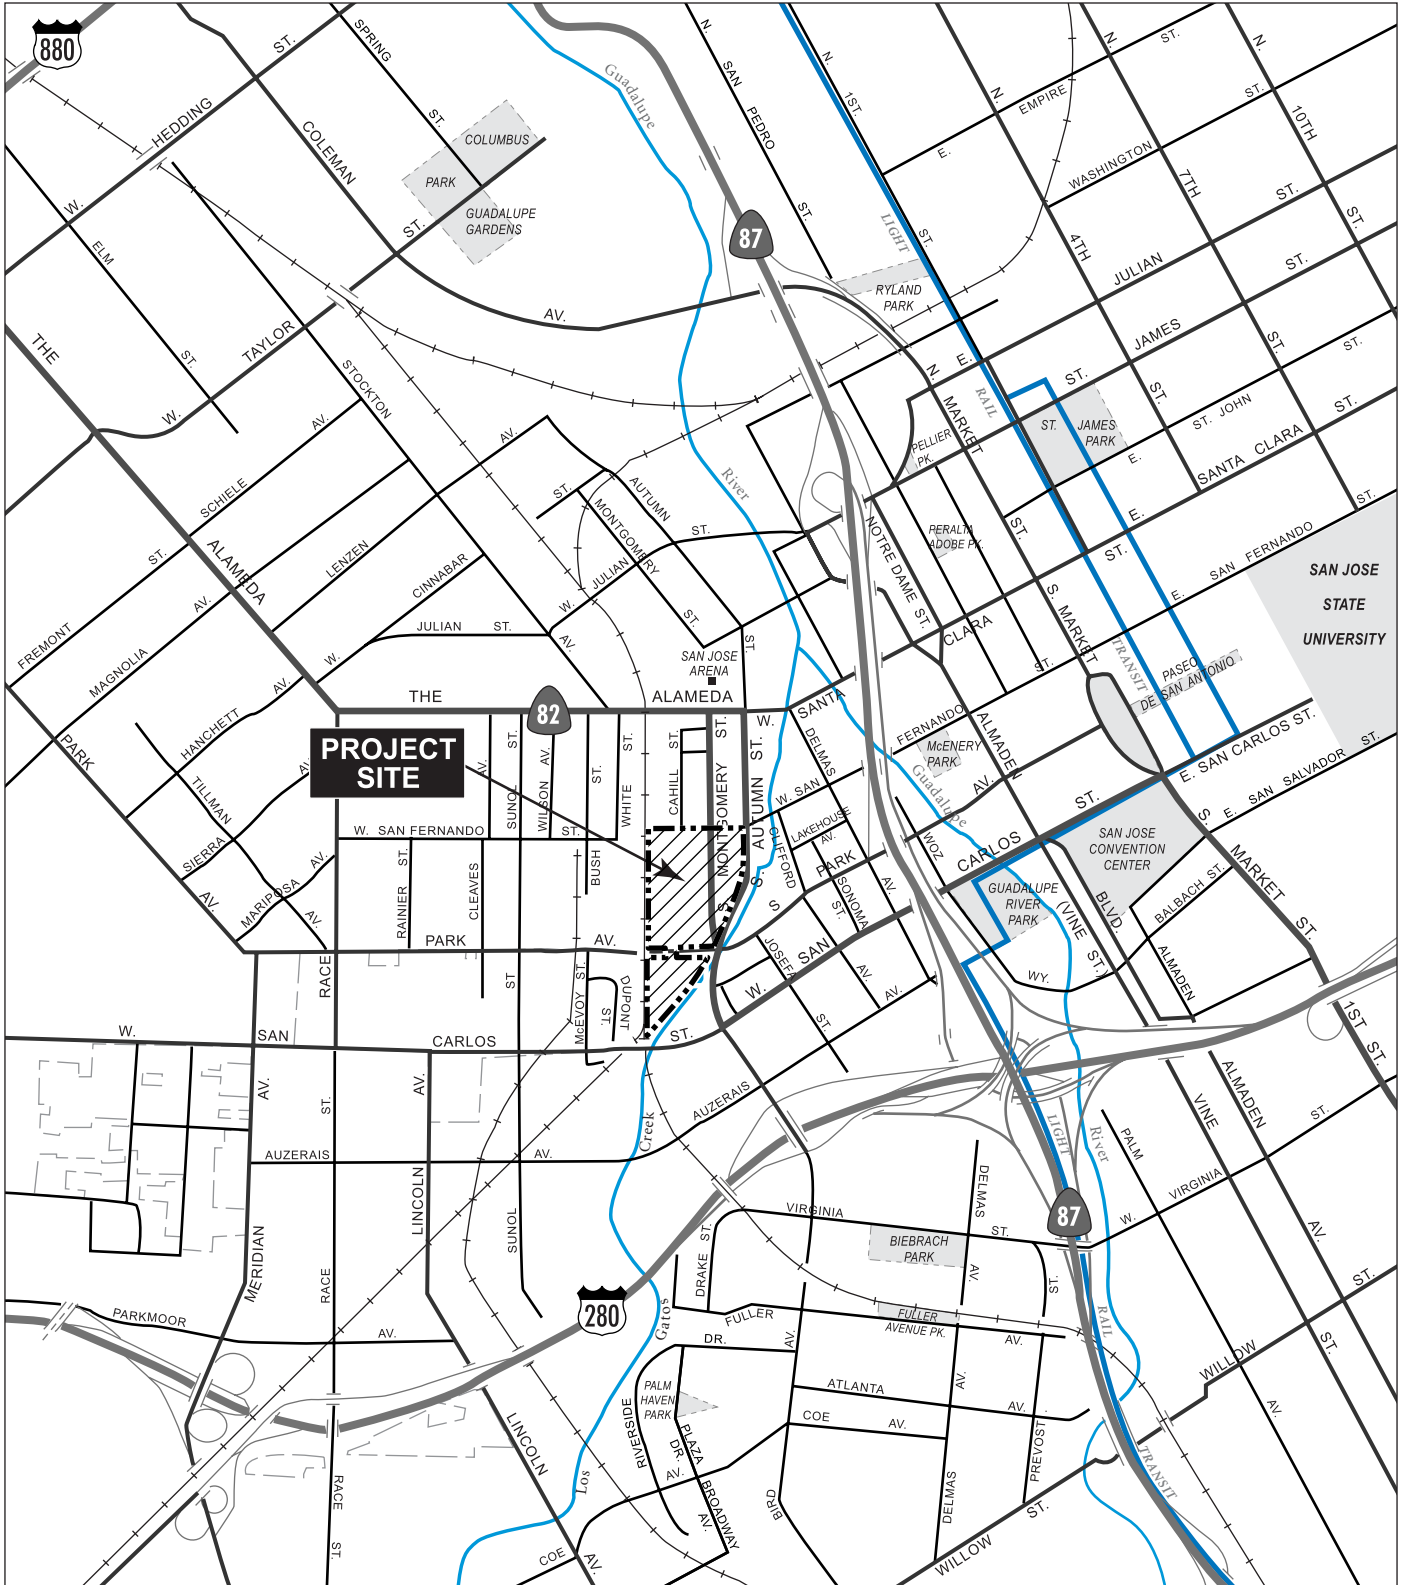 880
HEDDING
ST.
W.
SPRING
ST.
COLUMBUS
PARK
GUADALUPE
GARDENS
COLEMAN
AV.
Guadalupe
River
N.
SAN
PEDRO
ST.
N.
1ST.
ST.
LIGHT
RAIL
TRANSIT
87
N.
4TH
ST.
N.
7TH
ST.
N.
10TH
ST.
E.
EMPIRE
ST.
WASHINGTON
ST.
E.
JULIAN
ST.
JAMES
ST.
ST.
RYLAND
PARK
ELM
ST.
W.
TAYLOR
ST.
STOCKTON
AV.
THE
ALAMEDA
SCHIELE
AV.
FREMONT
ST.
MAGNOLIA
AV.
LENZEN
AV.
CINNABAR
ST.
HANCHETT
AV.
W.
JULIAN
ST.
W.
JULIAN
ST.
MONTGOMERY
ST.
AUTUMN
ST.
SAN JOSE
ARENA
N.
MARKET
ST.
PELLIER
PK.
PERALTA
ADOBE PK.
NOTRE DAME ST.
ST.
JAMES
PARK
E.
ST. JOHN
ST.
E.
SANTA CLARA
ST.
E.
SAN FERNANDO
ST.
SAN JOSE
STATE
UNIVERSITY
S. MARKET
PASEO
DE SAN ANTONIO
THE
82
ALAMEDA
W.
SANTA
CLARA
ST.
FERNANDO
ST.
PROJECT
SITE
PARK
AV.
TILLMAN
AV.
SIERRA
AV.
MARIPOSA
AV.
W. SAN FERNANDO
ST.
AV.
SUNOL
ST.
WILSON
AV.
BUSH
ST.
WHITE
ST.
CAHILL
ST.
S. MONTGOMERY
ST.
S. AUTUMN
ST.
DELMAS
AV.
W. SAN
LAKEHOUSE
AV.
CLIFFORD
SONOMA
ST.
PARK
AV.
McENERY
PARK
Guadalupe
ALMADEN
BLVD.
WOZ
WY.
CARLOS
ST.
E. SAN CARLOS ST.
E. SAN SALVADOR
ST.
SAN JOSE
CONVENTION
CENTER
S
MARKET
ST.
BALBACH ST.
GUADALUPE
RIVER
PARK
(VINE ST.)
ALMADEN
1ST ST.
RAINIER
ST.
CLEAVES
PARK
AV.
RACE
ST
McEVOY
ST.
DUPONT
ST.
JOSEFA
ST.
W.
SAN
AV.
W.
SAN
CARLOS
ST.
MERIDIAN
AV.
RACE
ST.
LINCOLN
AV.
SUNOL
AUZERAIS
AV.
AUZERAIS
Creek
Gatos
Los
PARKMOOR
AV.
280
VIRGINIA
ST.
W.
VIRGINIA
ST.
DRAKE
ST.
BIEBRACH
PARK
DELMAS
AV.
87
LIGHT
RAIL
TRANSIT
River
PALM
VINE
ST.
ALMADEN
AV.
AV.
FULLER
AV.
FULLER
AVENUE PK.
DR.
PALM
HAVEN
PARK
RIVERSIDE
PLAZA
DR.
BROADWAY
AV.
ATLANTA
AV.
COE
AV.
BIRD
AV.
DELMAS
AV.
PREVOST
ST.
WILLOW
ST.
WILLOW
ST.
LINCOLN
AV.
COE
AV.
RACE
ST.